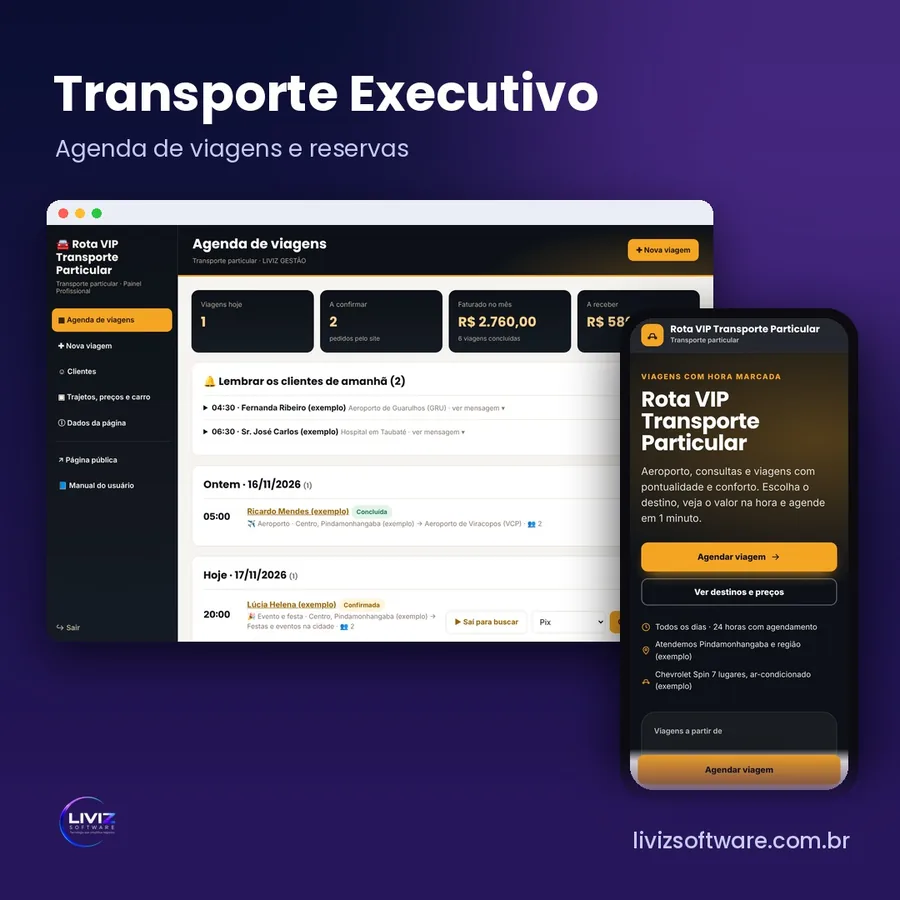 Transporte Executivo
Agenda de viagens e reservas
Rota VIP
Transporte
Particular
Transporte particular · Painel
Profissional
Agenda de viagens
Nova viagem
Clientes
Trajetos, preços e carro
Dados da página
Página pública
Manual do usuário
Sair
Agenda de viagens
Transporte particular · LIVIZ GESTÃO
+ Nova viagem
Viagens hoje
1
A confirmar
2
pedidos pelo site
Faturado no mês
R$ 2.760,00
6 viagens concluídas
A receber
R$ 58
Lembrar os clientes de amanhã (2)
04:30 · Fernanda Ribeiro (exemplo) Aeroporto de Guarulhos (GRU) · ver mensagem
06:30 · Sr. José Carlos (exemplo) Hospital em Taubaté · ver mensagem
Ontem · 16/11/2026 (1)
05:00
Ricardo Mendes (exemplo) Concluída
Aeroporto · Centro, Pindamonhangaba (exemplo) → Aeroporto de Viracopos (VCP) · 2
Hoje · 17/11/2026 (1)
20:00
Lúcia Helena (exemplo) Confirmada
Evento e festa · Centro, Pindamonhangaba (exemplo) →
Festas e eventos na cidade · 2
Saí para buscar
Pix
Rota VIP Transporte Particular
Transporte particular
VIAGENS COM HORA MARCADA
Rota VIP
Transporte
Particular
Aeroporto, consultas e viagens com
pontualidade e conforto. Escolha o
destino, veja o valor na hora e agende
em 1 minuto.
Agendar viagem →
Ver destinos e preços
Todos os dias · 24 horas com agendamento
Atendemos Pindamonhangaba e região
(exemplo)
Chevrolet Spin 7 lugares, ar-condicionado
(exemplo)
Viagens a partir de
Agendar viagem
LIVIZ
SOFTWARE
livizsoftware.com.br